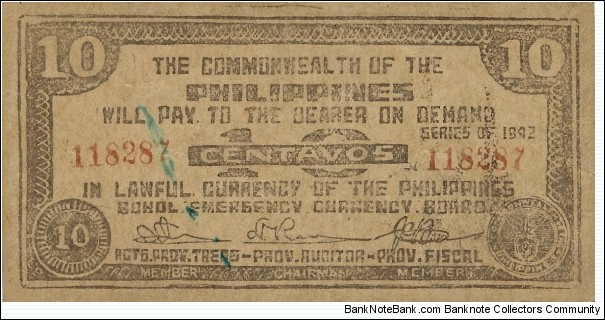 10 10
THE COMMONWEALTH OF THE
PHILIPPINES
WILL PAY TO THE BEARER ON DEMAND
SERIES OF 1942
118287 10 118287
CENTAVOS
IN LAWFUL CURRENCY OF THE PHILIPPINES
BOHOL EMERGENCY CURRENCY BOARD
10
ACTG. PROV. TREAS-PROV. AUDITOR-PROV. FISCAL
MEMBER CHAIRMAN MEMBER
BankNoteBank.com - Banknote Collectors Community